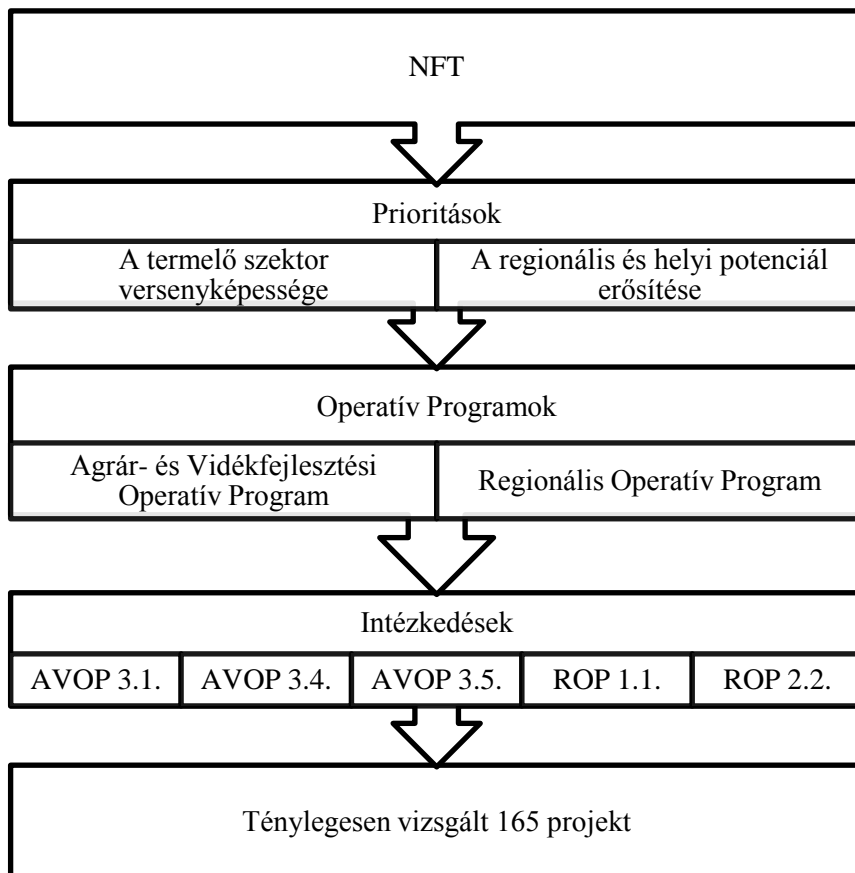 NFT
Prioritások
A termelő szektor
versenyképessége
A regionális és helyi potenciál
erősítése
Operatív Programok
Agrár- és Vidékfejlesztési
Operatív Program
Regionális Operatív Program
Intézkedések
AVOP 3.1.
AVOP 3.4.
AVOP 3.5.
ROP 1.1.
ROP 2.2.
Ténylegesen vizsgált 165 projekt